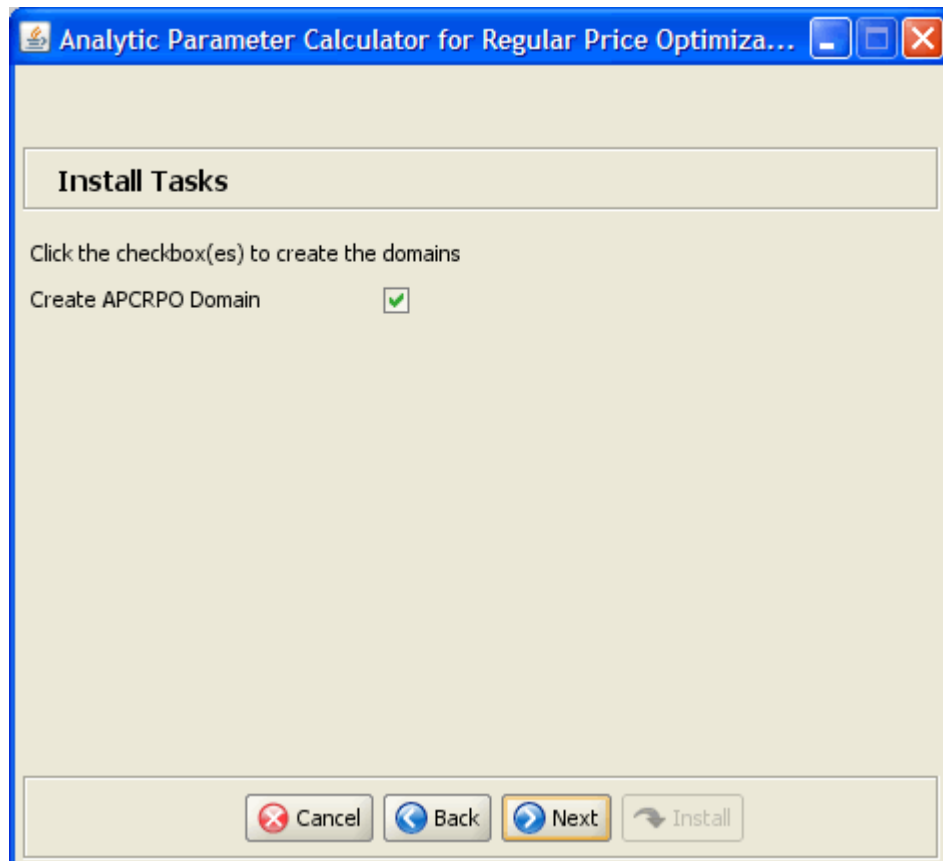 Analytic Parameter Calculator for Regular Price Optimiza...
Install Tasks
Click the checkbox(es) to create the domains
Create APCRPO Domain
Cancel Back Next Install